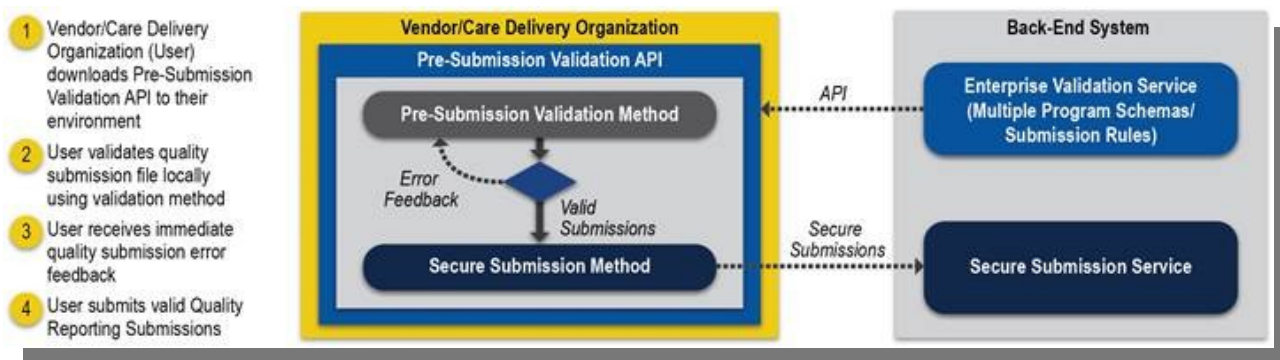 1 Vendor/Care Delivery
Organization (User)
downloads Pre-Submission
Validation API to their
environment
2 User validates quality
submission file locally
using validation method
3 User receives immediate
quality submission error
feedback
4 User submits valid Quality
Reporting Submissions
Vendor/Care Delivery Organization
Pre-Submission Validation API
Pre-Submission Validation Method
Error
Feedback
Valid
Submissions
Secure Submission Method
API
Secure
Submissions
Back-End System
Enterprise Validation Service
(Multiple Program Schemas/
Submission Rules)
Secure Submission Service